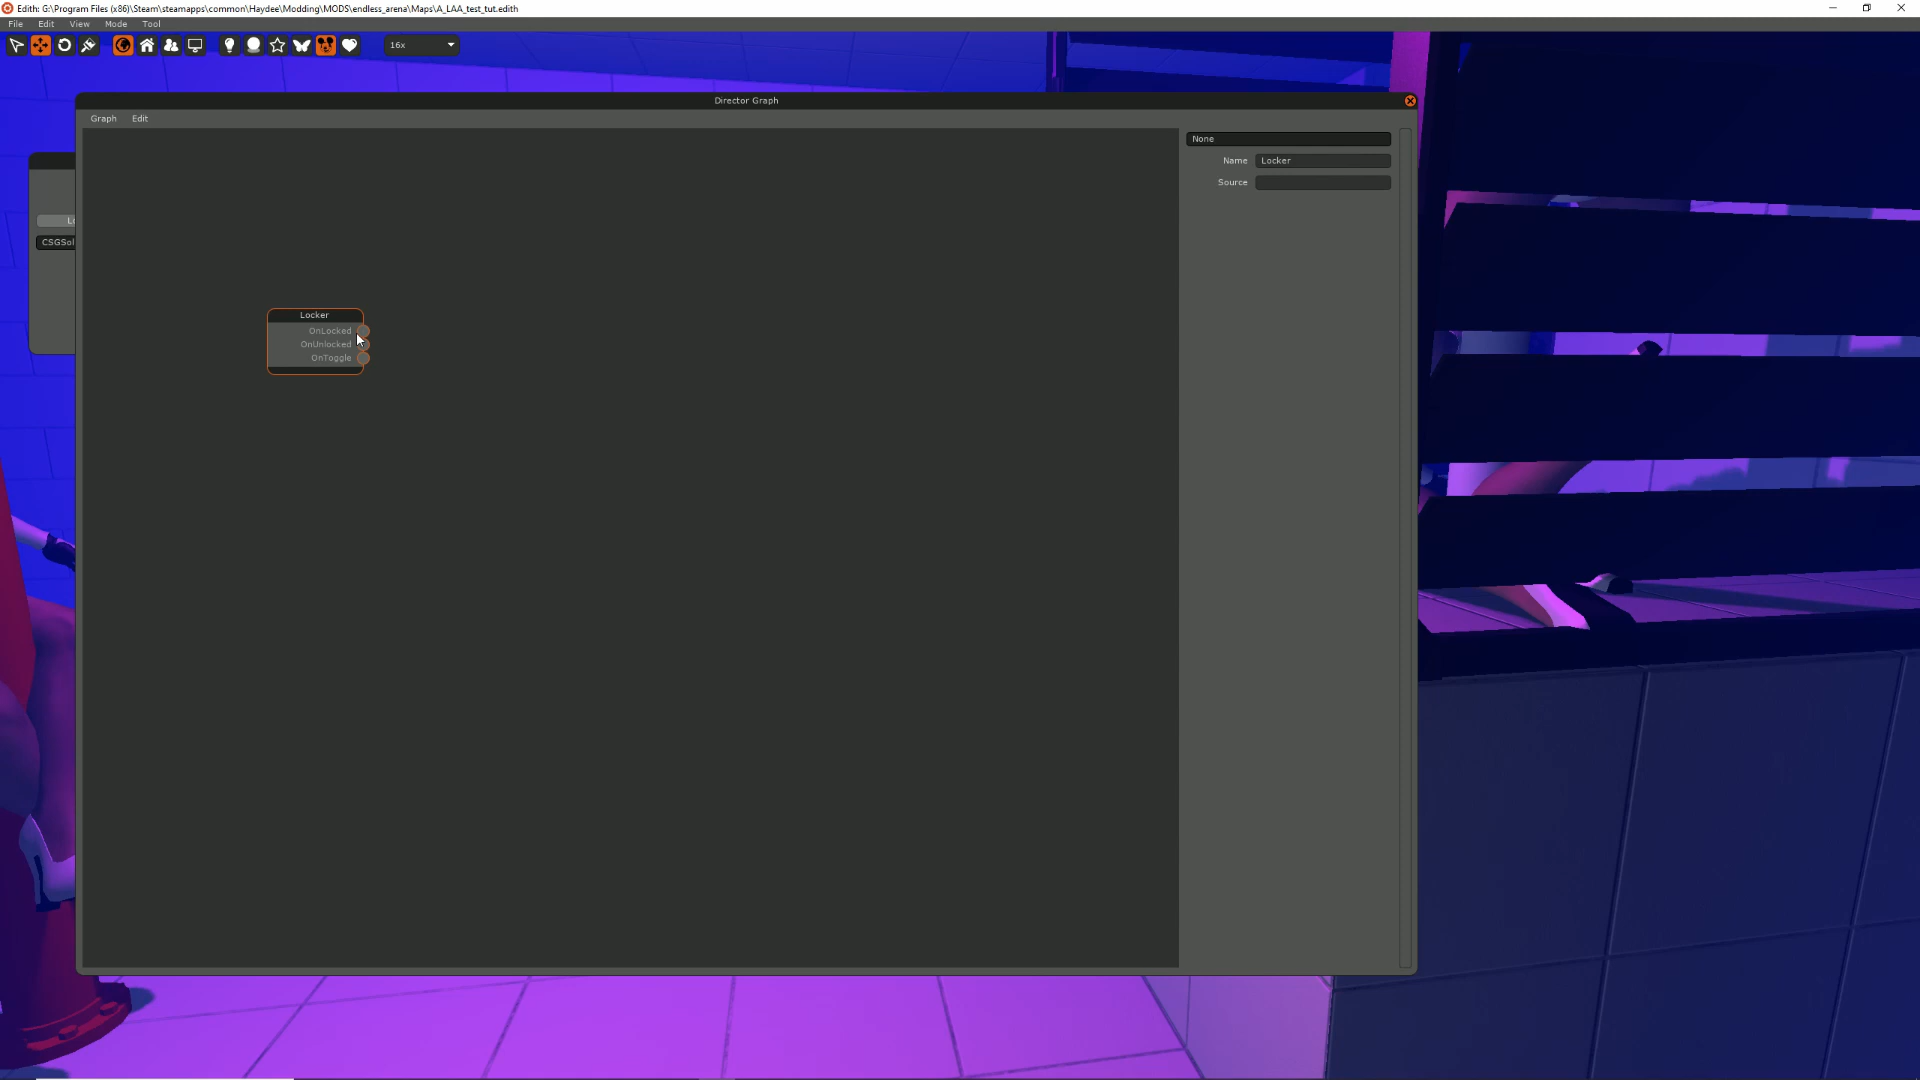 Edith: G:\Program Files (x86)\Steam\steamapps\common\Haydee\Modding\MODS\endless_arena\Maps\A_LAA_test_tut.edith
File Edit View Mode Tool
16x
Director Graph
Graph Edit
None
Name Locker
Source
CSGSol
Locker
OnLocked
OnUnlocked
OnToggle